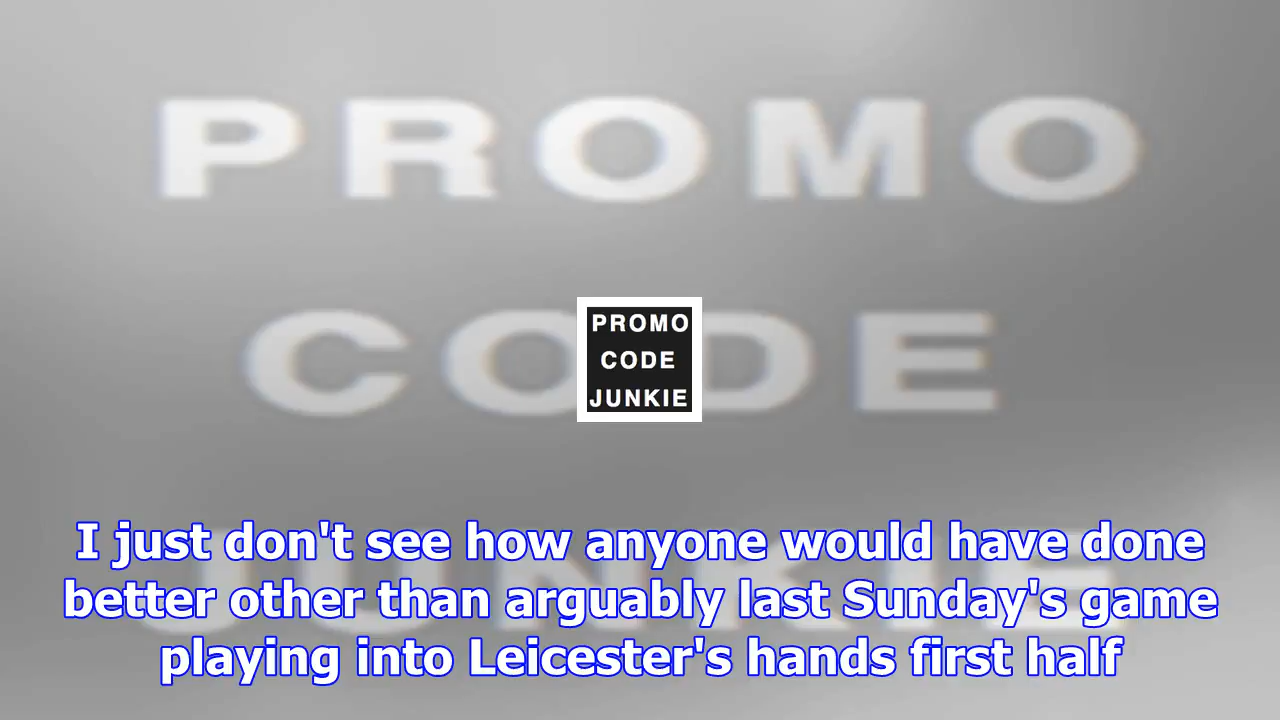 PROMO
CODE
JUNKIE
PROMO
CODE
JUNKIE
I just don't see how anyone would have done
better other than arguably last Sunday's game
playing into Leicester's hands first half